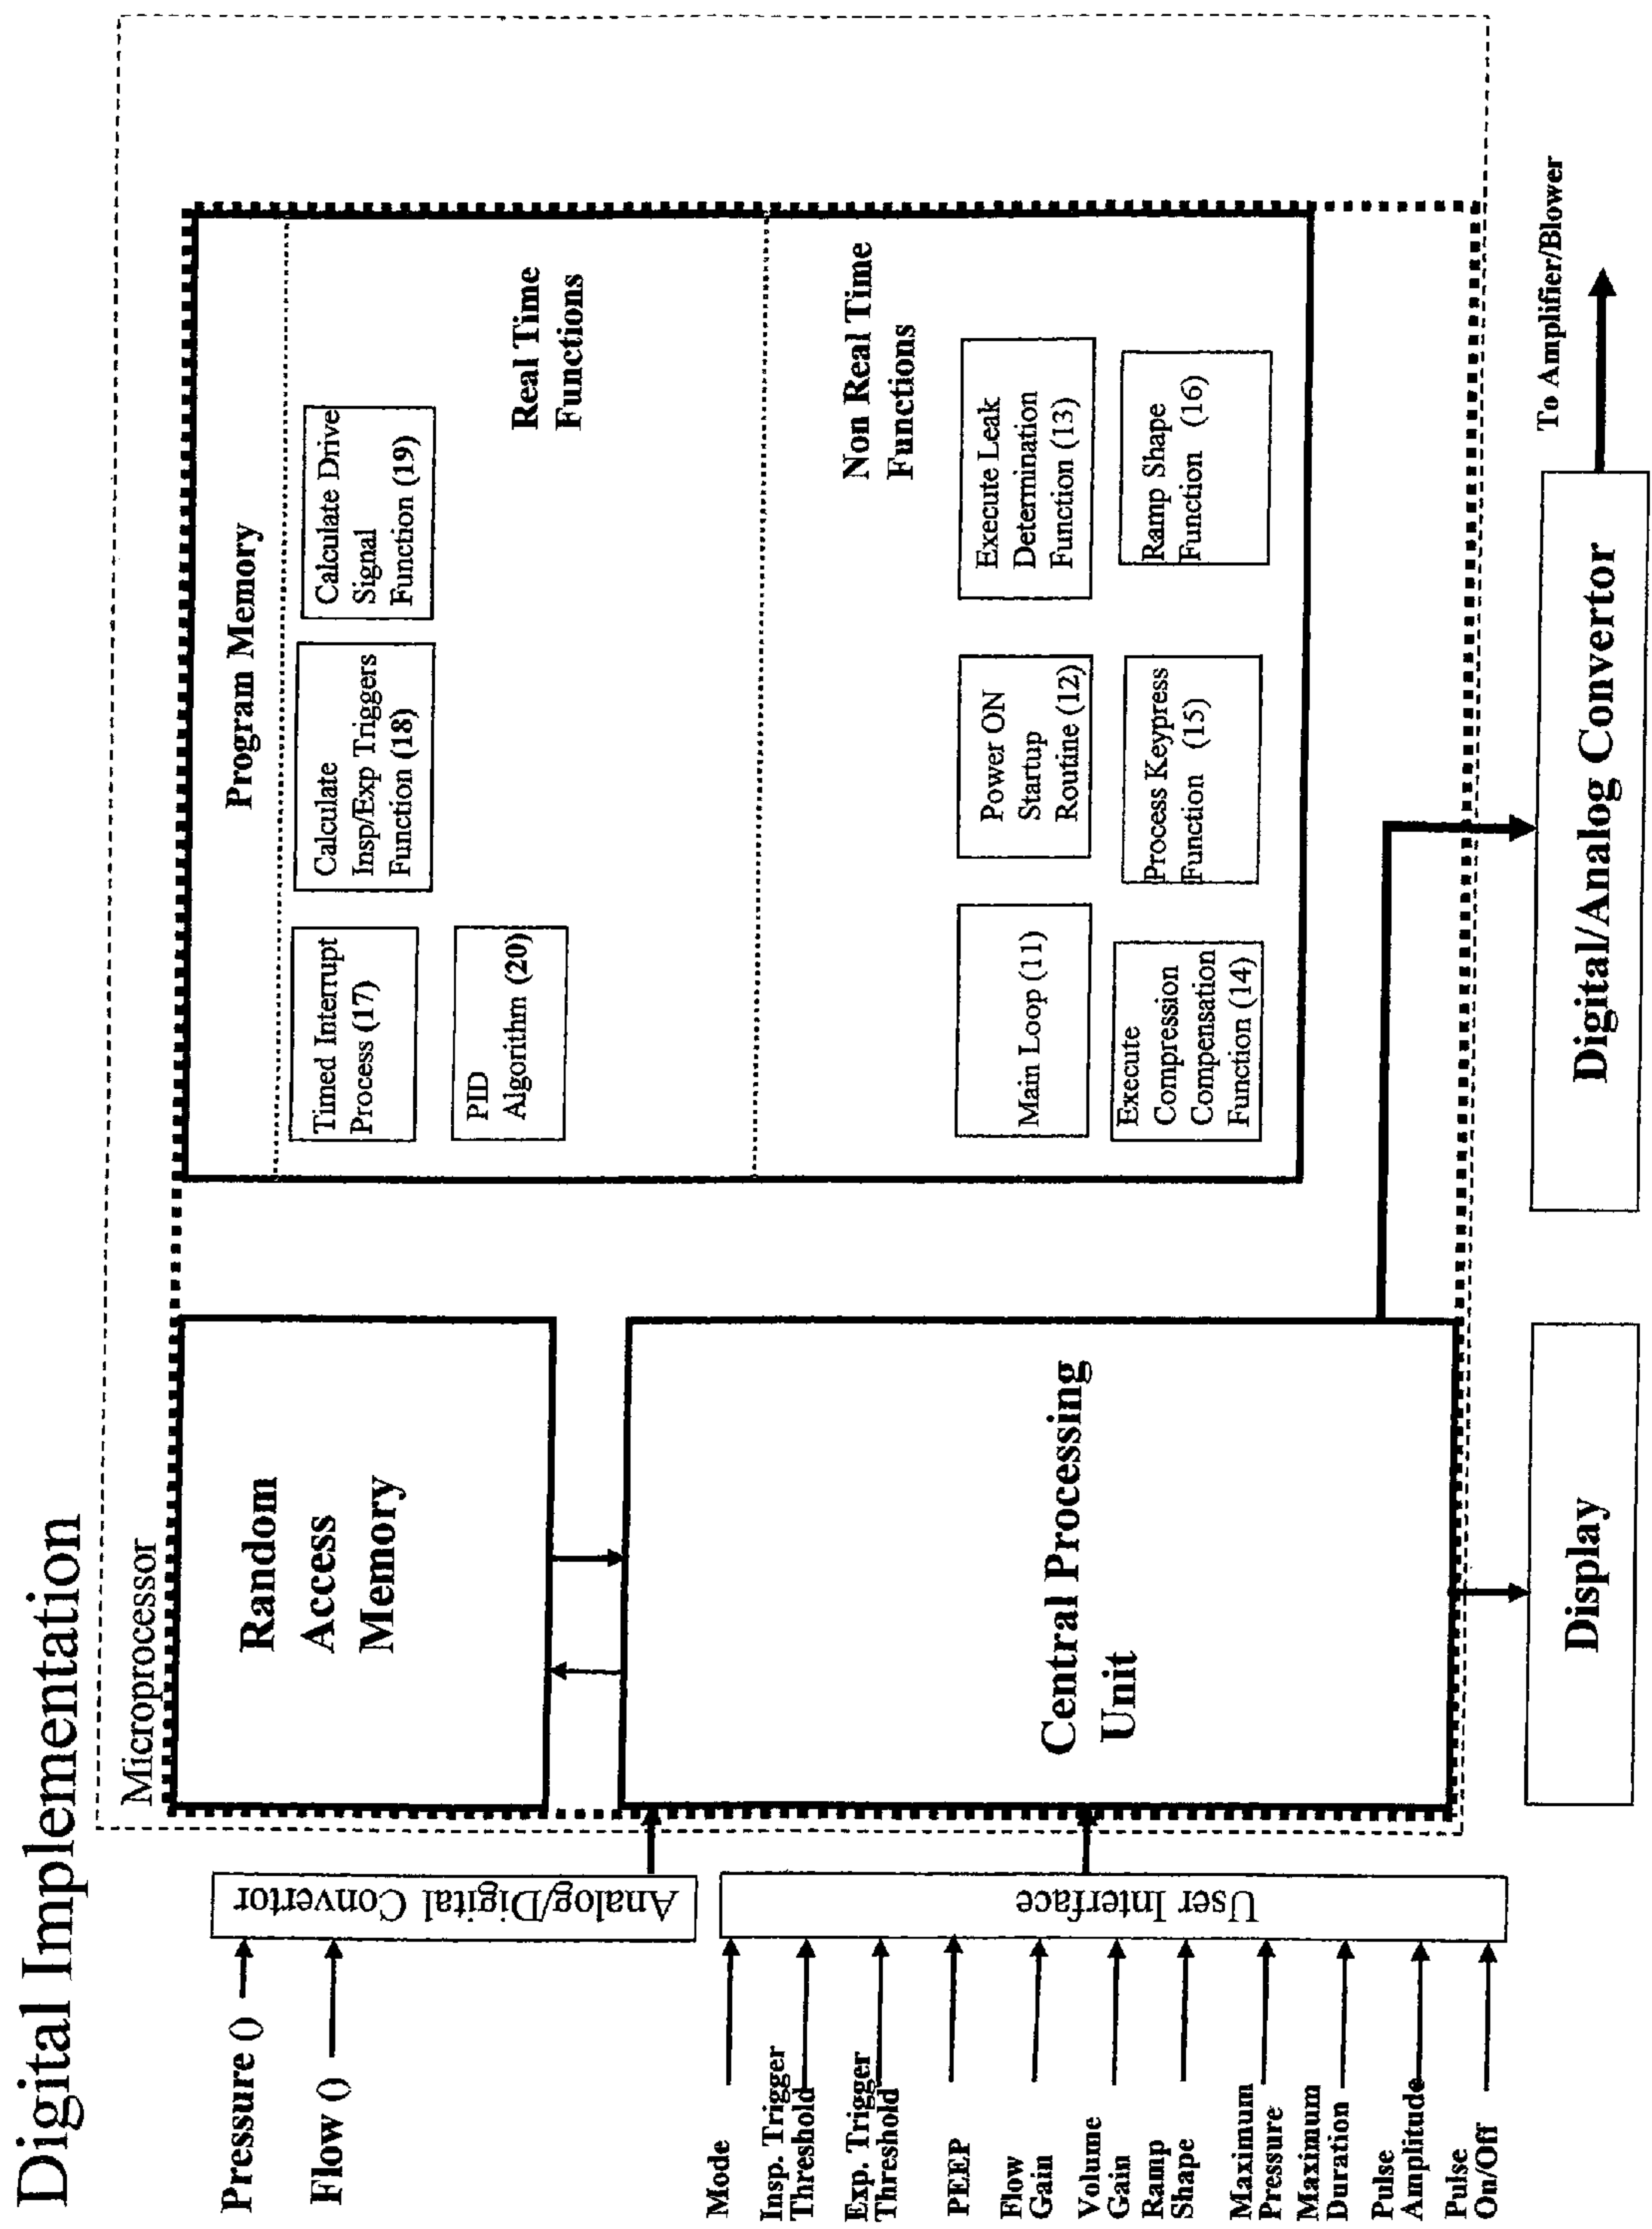 Digital Implementation
Microprocessor
Pressure ()
Flow ()
Analog/Digital Convertor
Mode
Insp. Trigger
Threshold
Exp. Trigger
Threshold
PEEP
Flow
Gain
Volume
Gain
Ramp
Shape
Maximum
Pressure
Maximum
Duration
Pulse
Amplitude
Pulse
On/Off
User Interface
Random
Access
Memory
Central Processing
Unit
Program Memory
Timed Interrupt
Process (17)
Calculate
Insp/Exp Triggers
Function (18)
Calculate Drive
Signal
Function (19)
PID
Algorithm (20)
Real Time
Functions
Non Real Time
Functions
Main Loop (11)
Power ON
Startup
Routine (12)
Execute Leak
Determination
Function (13)
Execute
Compression
Compensation
Function (14)
Process Keypress
Function (15)
Ramp Shape
Function (16)
Display
Digital/Analog Convertor
To Amplifier/Blower